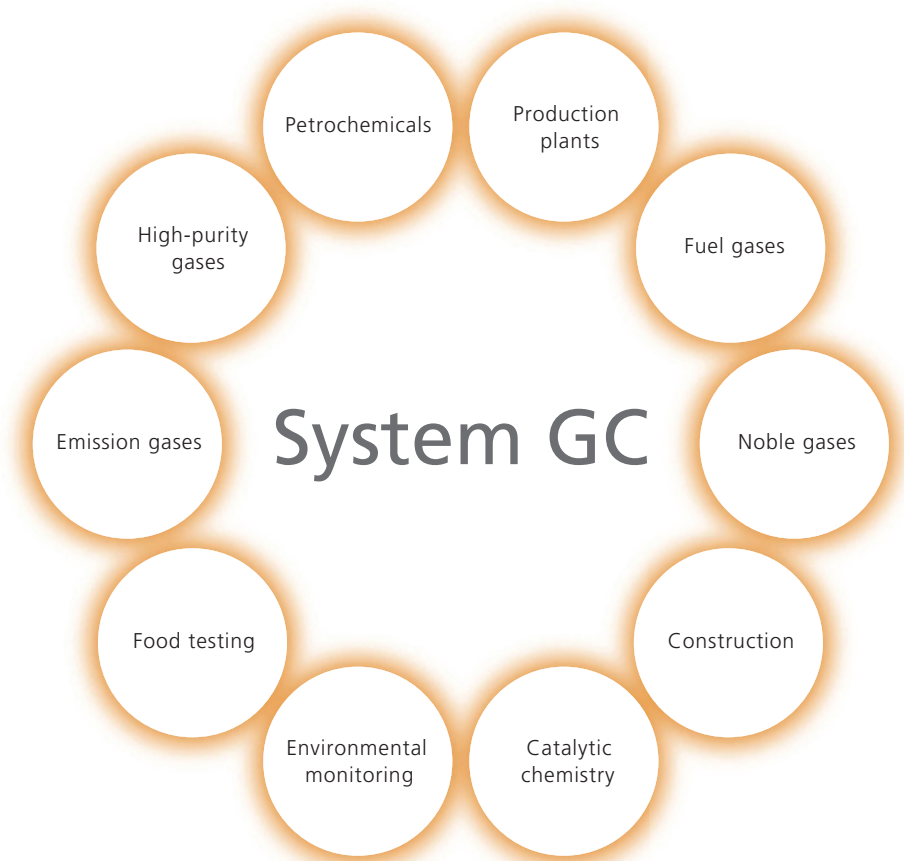 Petrochemicals
Production
plants
High-purity
gases
Fuel gases
Emission gases
System GC
Noble gases
Food testing
Construction
Environmental
monitoring
Catalytic
chemistry